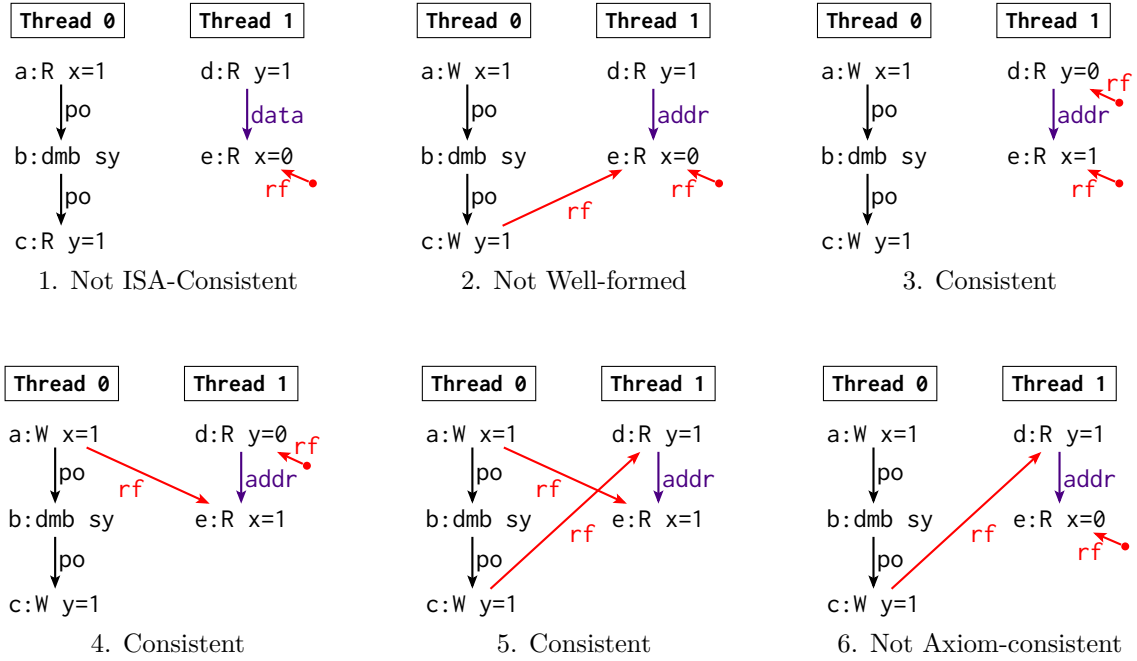 Thread 0 Thread 1
a:R x=1 d:R y=1
po data
b:dmb sy e:R x=0
po rf
c:R y=1
1. Not ISA-Consistent
Thread 0 Thread 1
a:W x=1 d:R y=1
po addr
b:dmb sy e:R x=0
po rf rf
c:W y=1
2. Not Well-formed
Thread 0 Thread 1
a:W x=1 d:R y=0 rf
po addr
b:dmb sy e:R x=1
po rf
c:W y=1
3. Consistent
Thread 0 Thread 1
a:W x=1 d:R y=0 rf
po rf addr
b:dmb sy e:R x=1
po
c:W y=1
4. Consistent
Thread 0 Thread 1
a:W x=1 d:R y=1
po rf addr
b:dmb sy e:R x=1
po rf
c:W y=1
5. Consistent
Thread 0 Thread 1
a:W x=1 d:R y=1
po addr
b:dmb sy e:R x=0
po rf rf
c:W y=1
6. Not Axiom-consistent